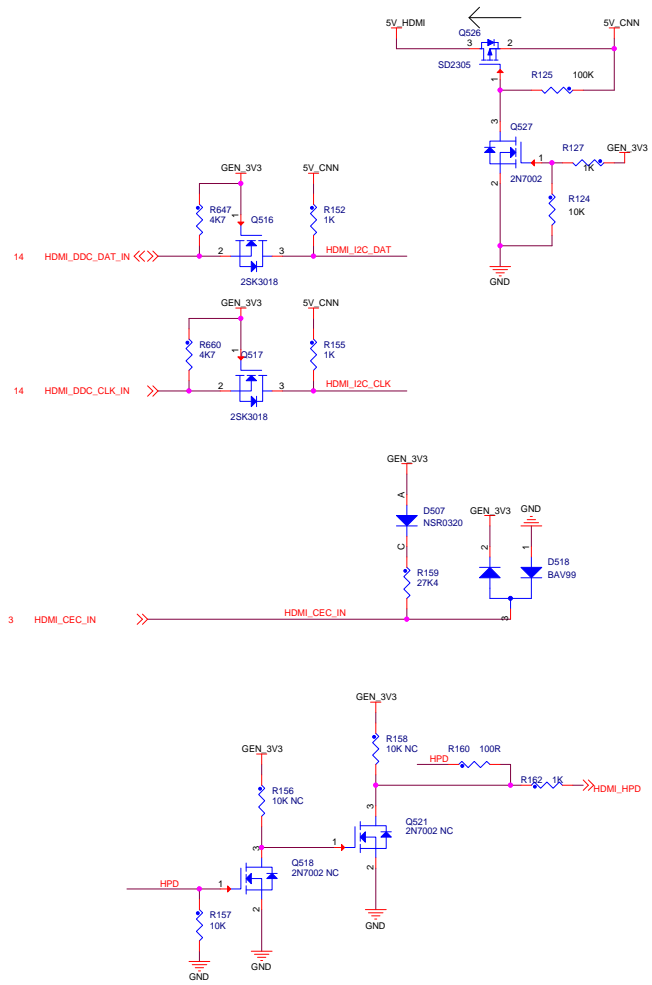 5V_HDMI
5V_CNN
Q526
3
2
SD2305
1
R125
100K
3
Q527
R127
GEN_3V3
1
1K
2N7002
2
R124
10K
GND
GEN_3V3
5V_CNN
R647
4K7
1
Q516
R152
1K
14
HDMI_DDC_DAT_IN
2
3
HDMI_I2C_DAT
2SK3018
GEN_3V3
5V_CNN
R660
4K7
1
Q517
R155
1K
14
HDMI_DDC_CLK_IN
2
3
HDMI_I2C_CLK
2SK3018
GEN_3V3
A
D507
NSR0320
C
GEN_3V3
GND
2
1
D518
BAV99
R159
27K4
3
HDMI_CEC_IN
HDMI_CEC_IN
3
GEN_3V3
R158
10K NC
HPD
R160
100R
R162
1K
HDMI_HPD
GEN_3V3
R156
10K NC
3
Q521
2N7002 NC
1
2
3
Q518
2N7002 NC
HPD
1
2
R157
10K
GND
GND
GND